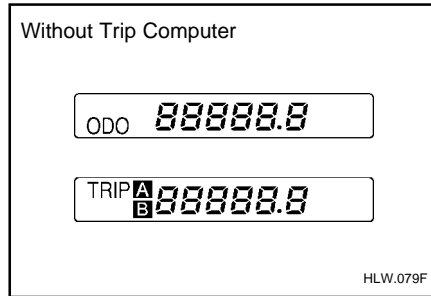 Without Trip Computer
ODO 88888.8
TRIP A 88888.8
B
HLW.079F